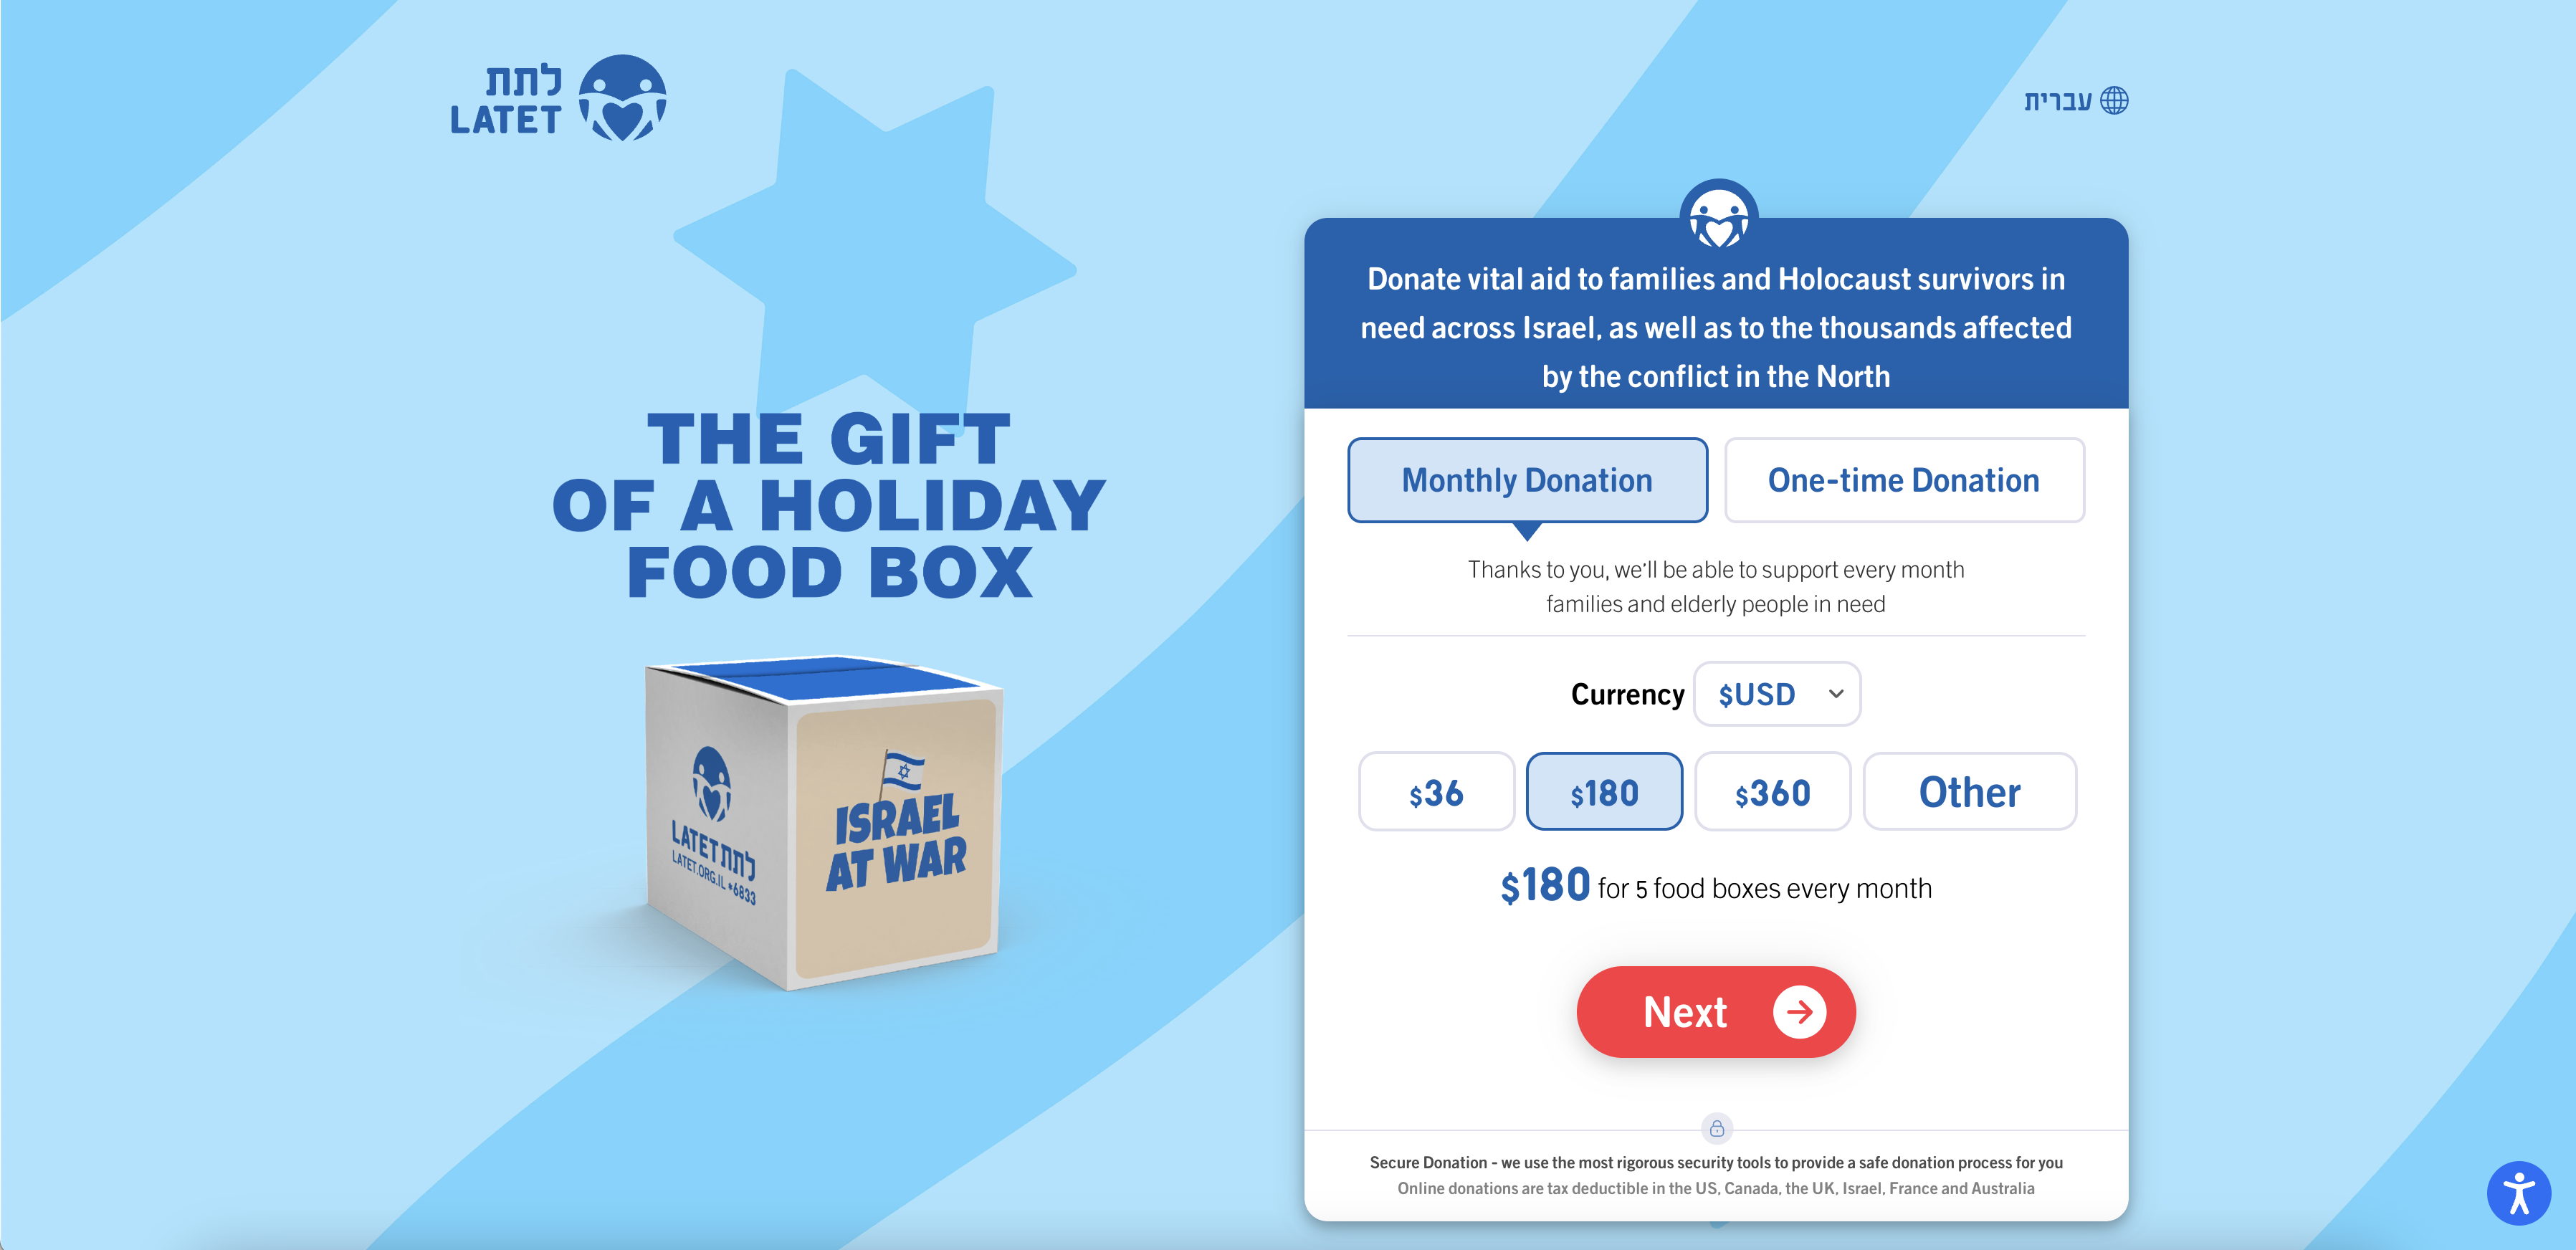 לתת
LATET
עברית
THE GIFT
OF A HOLIDAY
FOOD BOX
LATET לתת
LATET.ORG.IL *6833
ISRAEL
AT WAR
Donate vital aid to families and Holocaust survivors in
need across Israel, as well as to the thousands affected
by the conflict in the North
Monthly Donation
One-time Donation
Thanks to you, we'll be able to support every month
families and elderly people in need
Currency $USD
$36 $180 $360 Other
$180 for 5 food boxes every month
Next
Secure Donation - we use the most rigorous security tools to provide a safe donation process for you
Online donations are tax deductible in the US, Canada, the UK, Israel, France and Australia